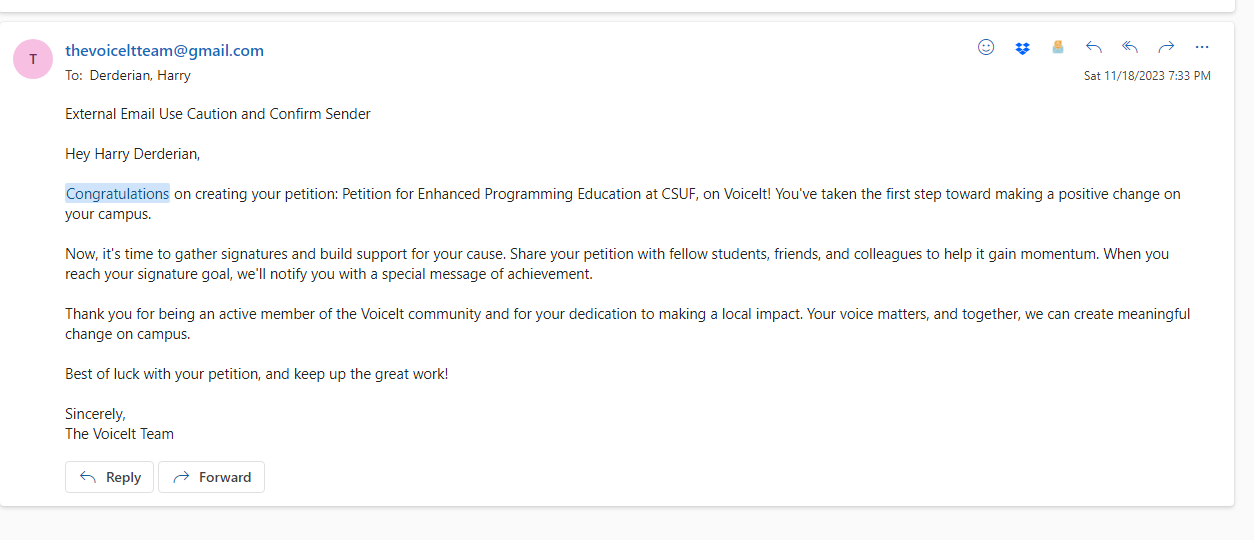 T
thevoiceItteam@gmail.com
To: Derderian, Harry
Sat 11/18/2023 7:33 PM
External Email Use Caution and Confirm Sender
Hey Harry Derderian,
Congratulations on creating your petition: Petition for Enhanced Programming Education at CSUF, on VoiceIt! You've taken the first step toward making a positive change on
your campus.
Now, it's time to gather signatures and build support for your cause. Share your petition with fellow students, friends, and colleagues to help it gain momentum. When you
reach your signature goal, we'll notify you with a special message of achievement.
Thank you for being an active member of the VoiceIt community and for your dedication to making a local impact. Your voice matters, and together, we can create meaningful
change on campus.
Best of luck with your petition, and keep up the great work!
Sincerely,
The VoiceIt Team
Reply
Forward